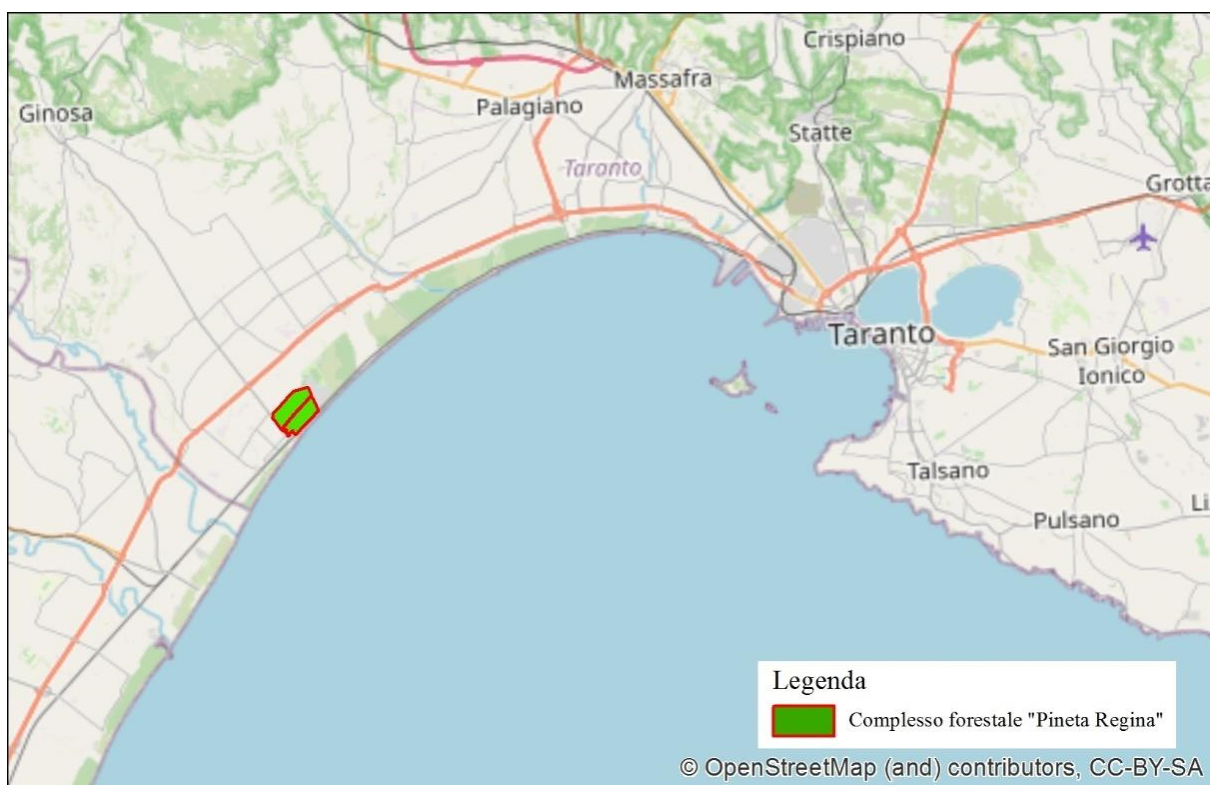 Crispiano
Massafra
Ginosa
Palagiano
Statte
Taranto
Grotta
Taranto
San Giorgio
Ionico
Talsano
Li
Pulsano
Legenda
Complesso forestale "Pineta Regina"
© OpenStreetMap (and) contributors, CC-BY-SA